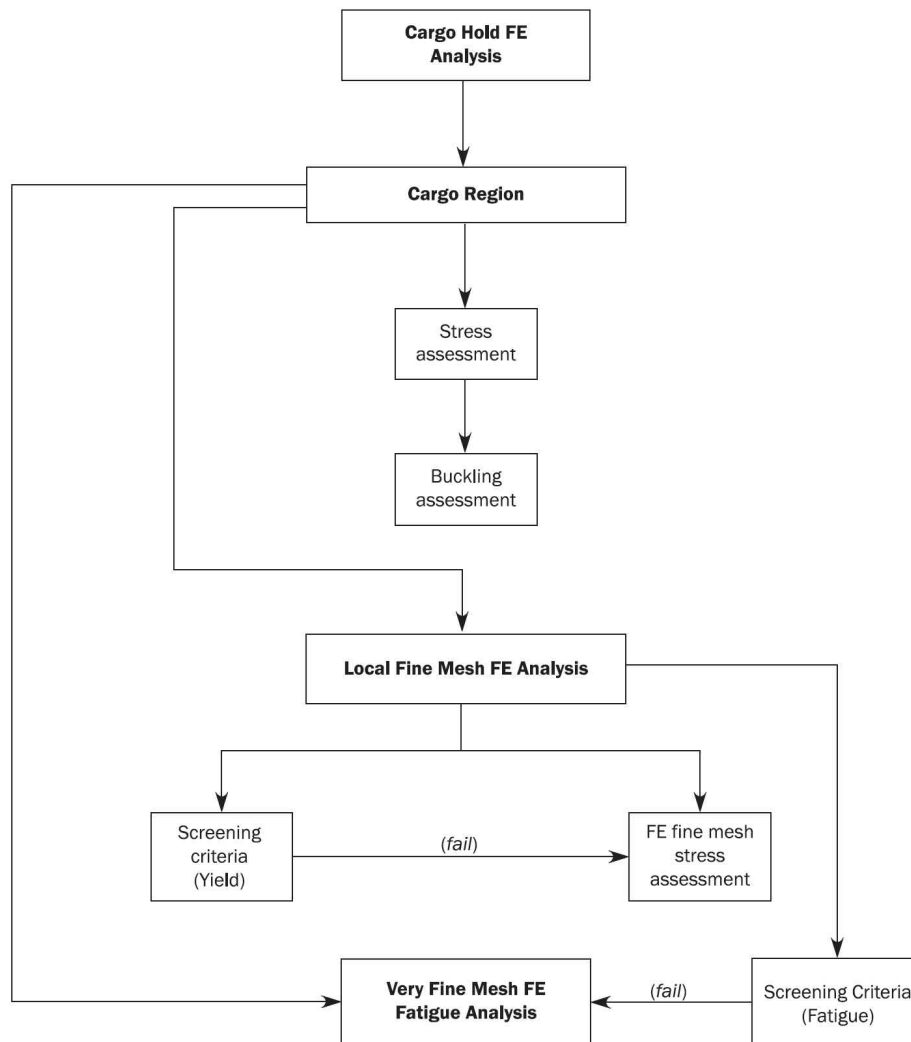 Cargo Hold FE
Analysis
Cargo Region
Stress
assessment
Buckling
assessment
Local Fine Mesh FE Analysis
Screening
criteria
(Yield)
(fail)
FE fine mesh
stress
assessment
Very Fine Mesh FE
Fatigue Analysis
(fail)
Screening Criteria
(Fatigue)